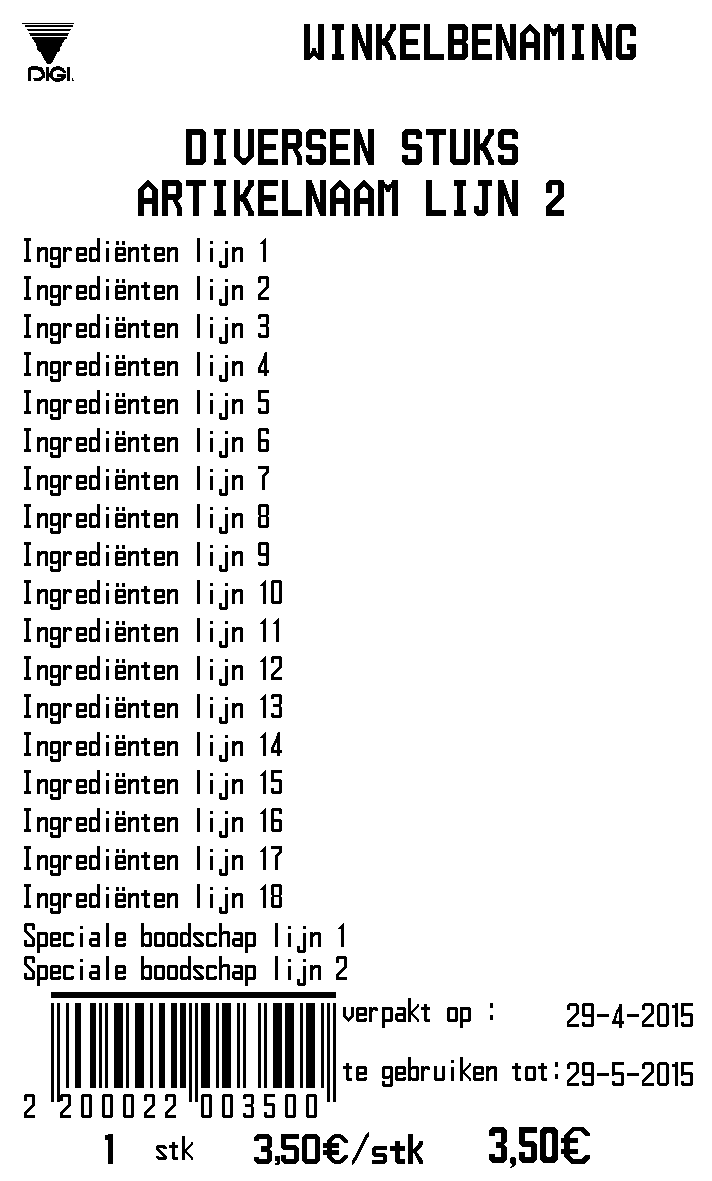 DIGI.
WINKELBENAMING
DIVERSEN STUKS
ARTIKELNAAM LIJN 2
Ingrediënten lijn 1
Ingrediënten lijn 2
Ingrediënten lijn 3
Ingrediënten lijn 4
Ingrediënten lijn 5
Ingrediënten lijn 6
Ingrediënten lijn 7
Ingrediënten lijn 8
Ingrediënten lijn 9
Ingrediënten lijn 10
Ingrediënten lijn 11
Ingrediënten lijn 12
Ingrediënten lijn 13
Ingrediënten lijn 14
Ingrediënten lijn 15
Ingrediënten lijn 16
Ingrediënten lijn 17
Ingrediënten lijn 18
Speciale boodschap lijn 1
Speciale boodschap lijn 2
verpakt op : 29-4-2015
te gebruiken tot: 29-5-2015
2 200022 003500
1 stk 3,50€/stk 3,50€